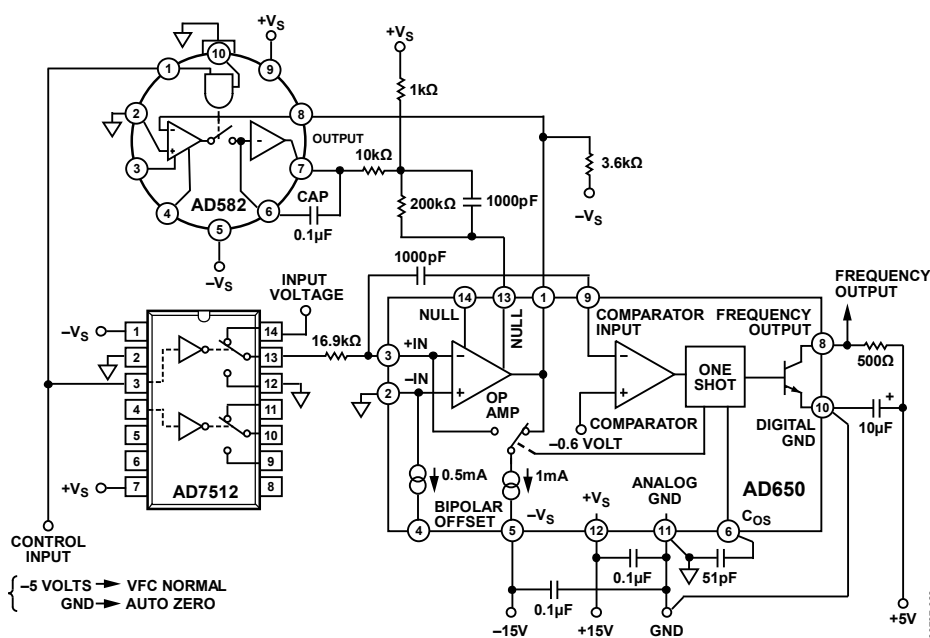 +VS
+VS
10
9
1
1kΩ
2
8
OUTPUT
10kΩ
3.6kΩ
3
7
–VS
AD582
CAP
0.1µF
200kΩ
1000pF
4
6
5
–VS
1000pF
INPUT
VOLTAGE
FREQUENCY
OUTPUT
14
13
1
9
NULL
NULL
COMPARATOR
INPUT
FREQUENCY
OUTPUT
–VS
1
14
16.9kΩ
2
13
3
+IN
8
500Ω
3
12
2
–IN
OP
AMP
ONE
SHOT
4
11
COMPARATOR
10
+
5
10
–0.6 VOLT
DIGITAL
GND
10µF
6
9
0.5mA
1mA
+VS
7
8
ANALOG
GND
AD650
AD7512
BIPOLAR
OFFSET
–VS
COS
4
5
12
11
6
CONTROL
INPUT
0.1µF
51pF
–5 VOLTS VFC NORMAL
GND AUTO ZERO
0.1µF
–15V
+15V
GND
+5V
+VS